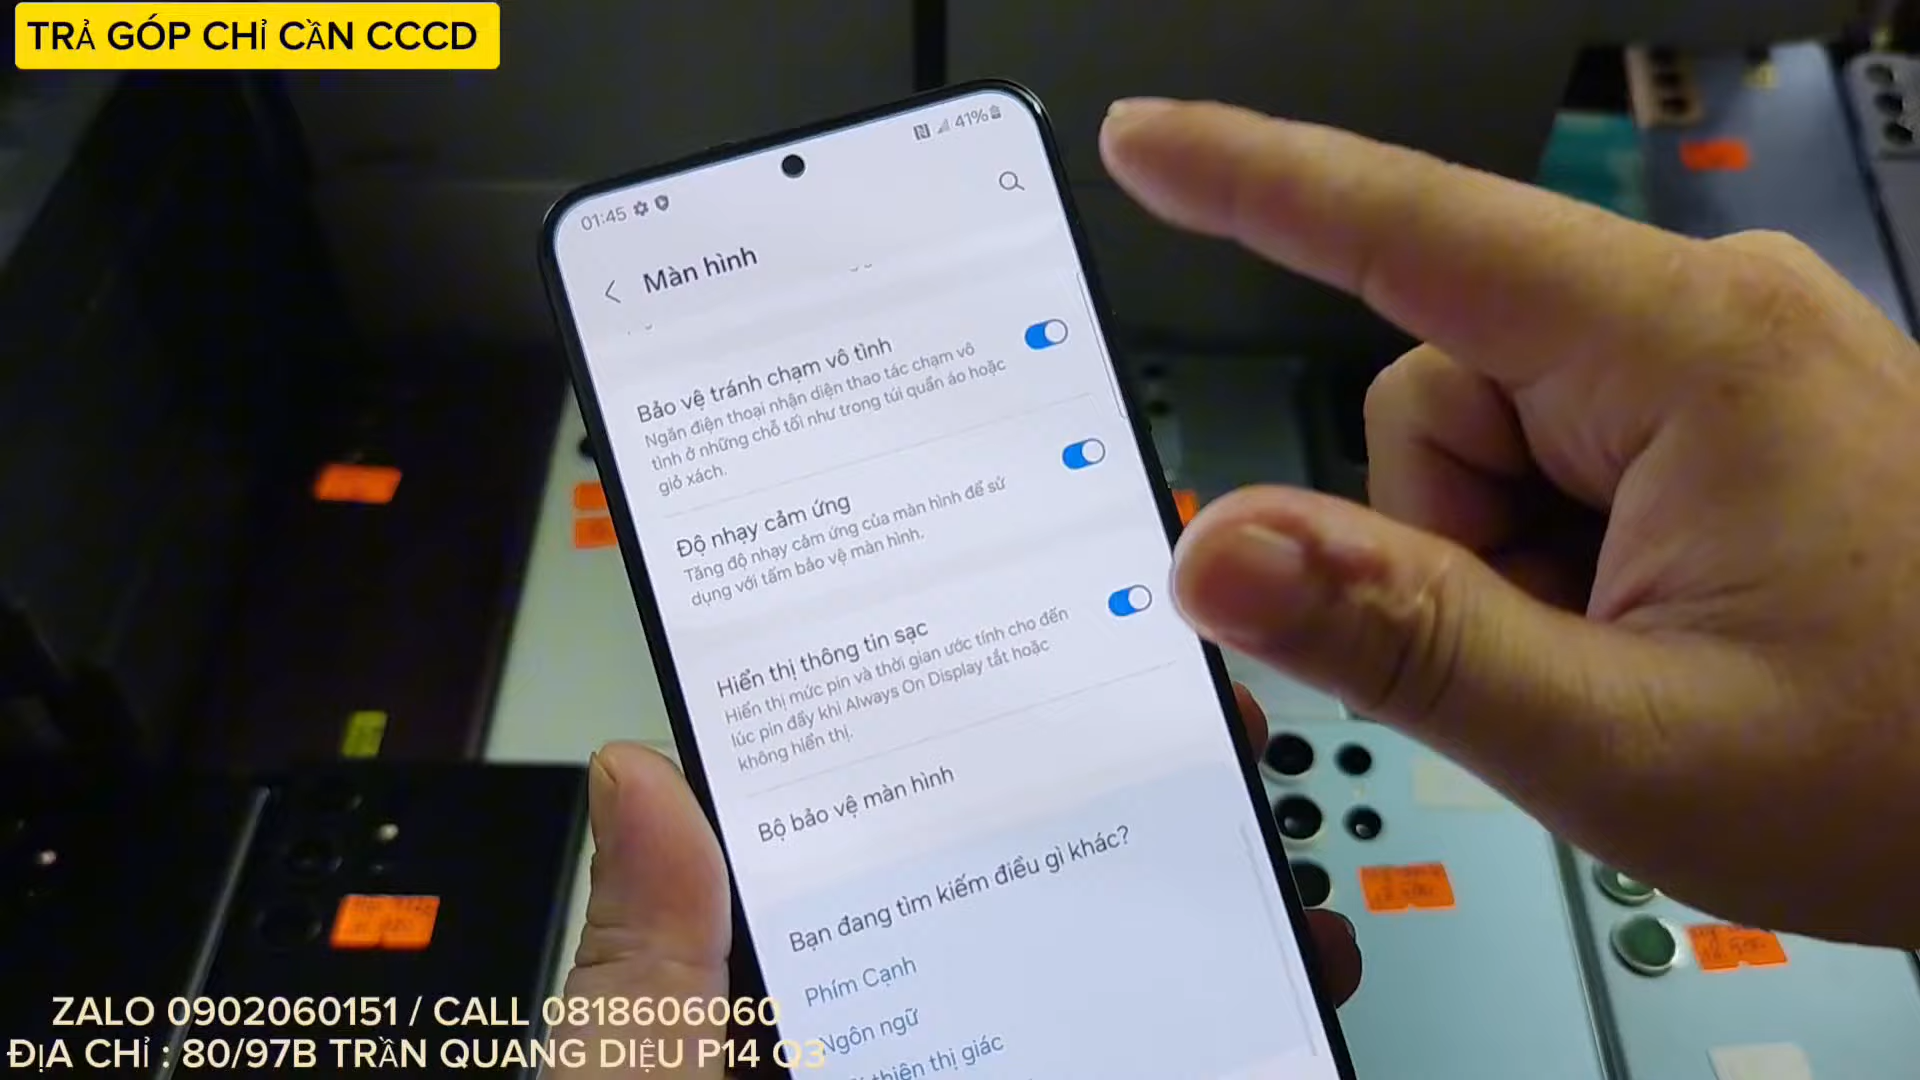 TRẢ GÓP CHỈ CẦN CCCD
41%
01:45
Màn hình
Bảo vệ tránh chạm vô tình
Ngăn điện thoại nhận diện thao tác chạm vô
tình ở những chỗ tối như trong túi quần áo hoặc
giỏ xách.
Độ nhạy cảm ứng
Tăng độ nhạy cảm ứng của màn hình để sử
dụng với tấm bảo vệ màn hình.
Hiển thị thông tin sạc
Hiển thị mức pin và thời gian ước tính cho đến
lúc pin đầy khi Always On Display tắt hoặc
không hiển thị.
Bộ bảo vệ màn hình
Bạn đang tìm kiếm điều gì khác?
Phím Cạnh
Ngôn ngữ
thiện thị giác
ZALO 0902060151 / CALL 0818606060
ĐỊA CHỈ : 80/97B TRẦN QUANG DIỆU P14 Q3